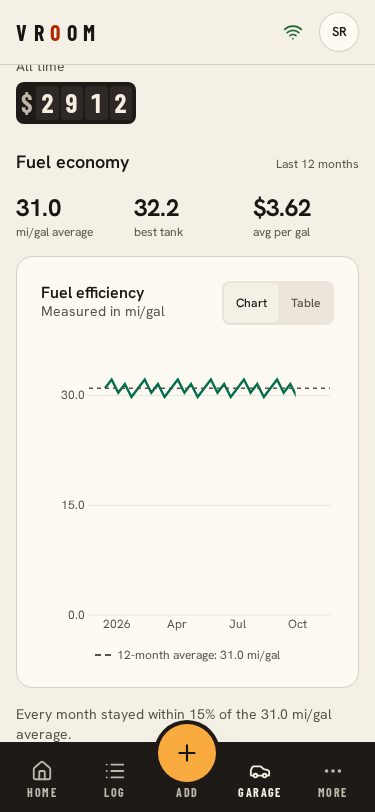 VROOM
SR
All time
$2912
Fuel economy
Last 12 months
31.0
32.2
$3.62
mi/gal average
best tank
avg per gal
Fuel efficiency
Measured in mi/gal
Chart
Table
30.0
15.0
0.0
2026
Apr
Jul
Oct
12-month average: 31.0 mi/gal
Every month stayed within 15% of the 31.0 mi/gal
average.
HOME
LOG
ADD
GARAGE
MORE